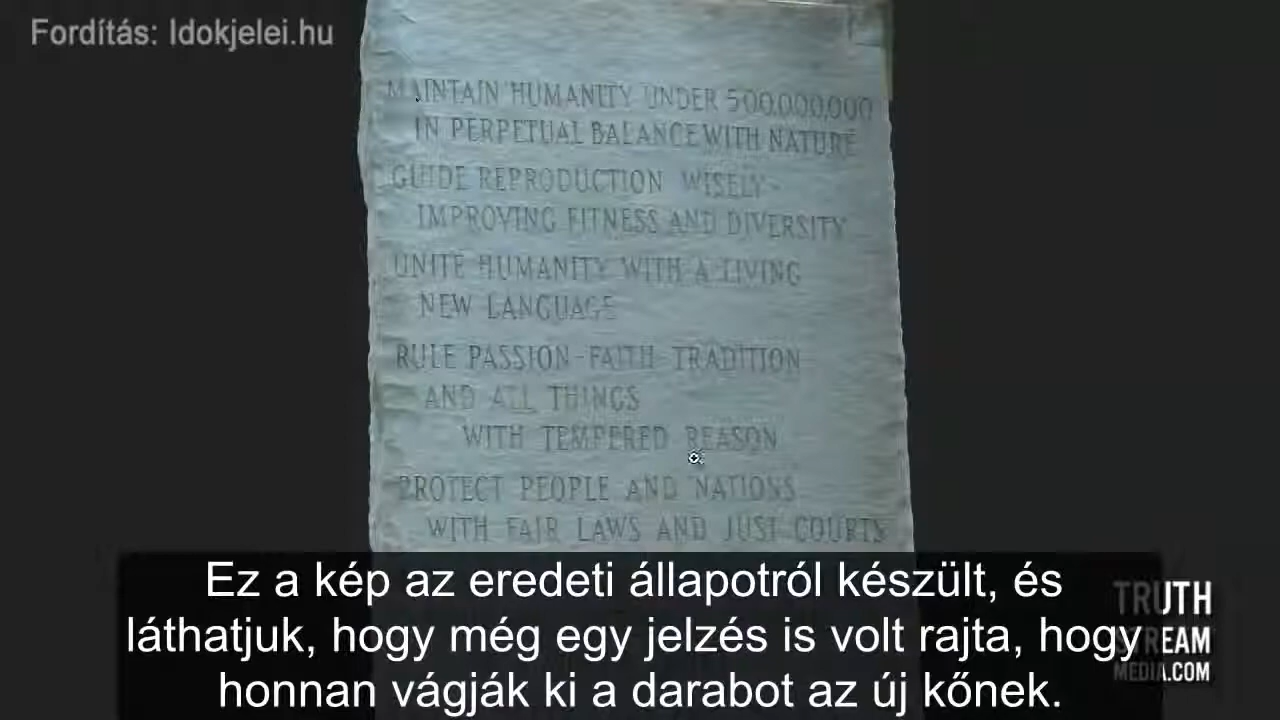 Fordítás: Idokjelei.hu
MAINTAIN HUMANITY UNDER 500,000,000
IN PERPETUAL BALANCE WITH NATURE
GUIDE REPRODUCTION WISELY-
IMPROVING FITNESS AND DIVERSITY
UNITE HUMANITY WITH A LIVING
NEW LANGUAGE
RULE PASSION-FAITH-TRADITION
AND ALL THINGS
WITH TEMPERED REASON
PROTECT PEOPLE AND NATIONS
WITH FAIR LAWS AND JUST COURTS
Ez a kép az eredeti állapotról készült, és
láthatjuk, hogy még egy jelzés is volt rajta, hogy
honnan vágják ki a darabot az új kőnek.
TRUTH
STREAM
MEDIA.COM